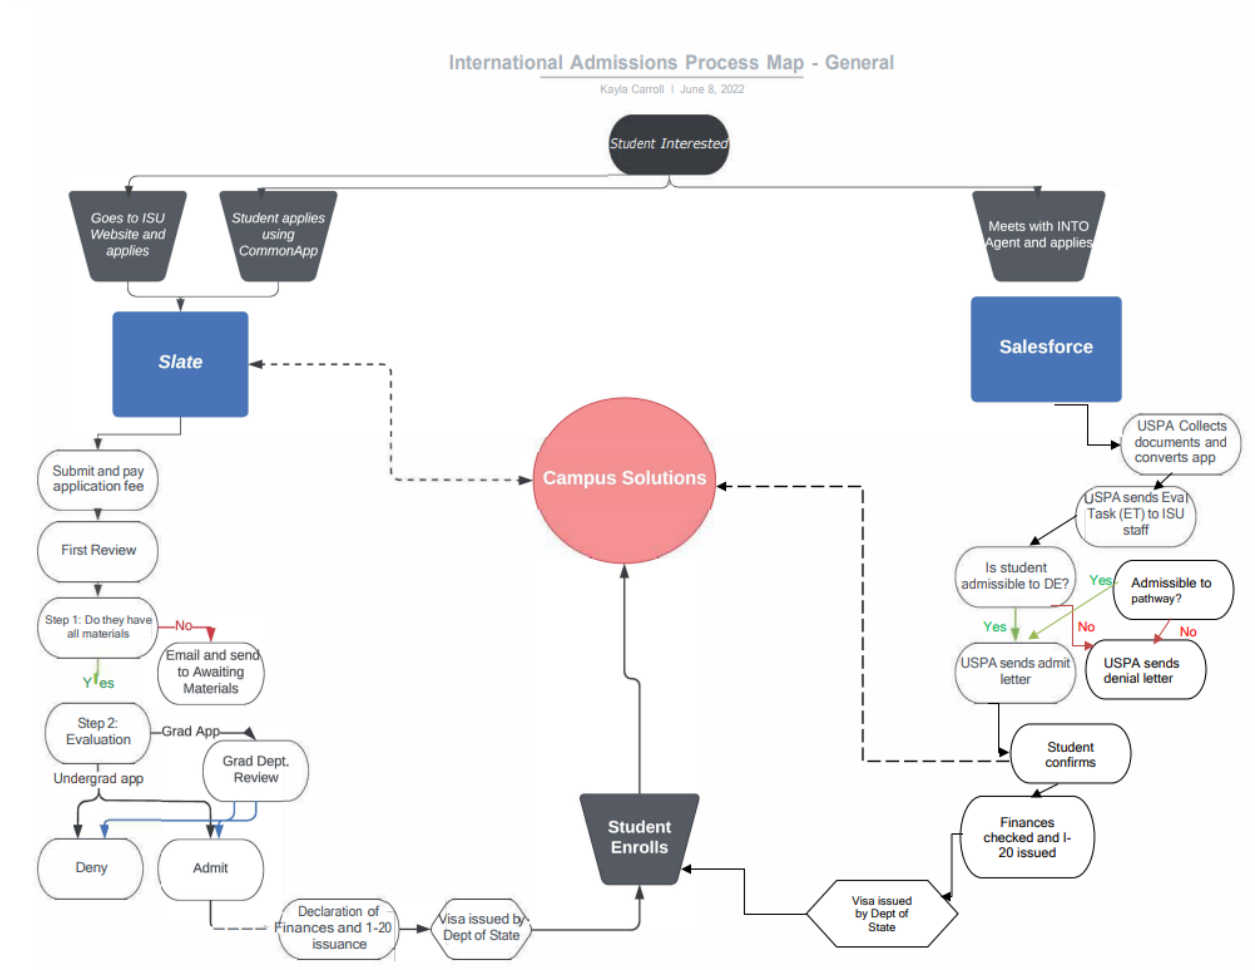 International Admissions Process Map - General
Kayla Carroll | June 8, 2022
Student Interested
Goes to ISU
Website and
applies
Student applies
using
CommonApp
Meets with INTO
Agent and applies
Slate
Salesforce
Campus Solutions
Submit and pay
application fee
First Review
Step 1: Do they have
all materials
No
Email and send
to Awaiting
Materials
Yes
Step 2:
Evaluation
Grad App
Grad Dept.
Review
Undergrad app
Deny
Admit
Declaration of
Finances and 1-20
issuance
Visa issued by
Dept of State
Student
Enrolls
USPA Collects
documents and
converts app
USPA sends Eval
Task (ET) to ISU
staff
Is student
admissible to DE?
Yes
Admissible to
pathway?
Yes
No
No
USPA sends admit
letter
USPA sends
denial letter
Student
confirms
Finances
checked and I-
20 issued
Visa issued
by Dept of
State